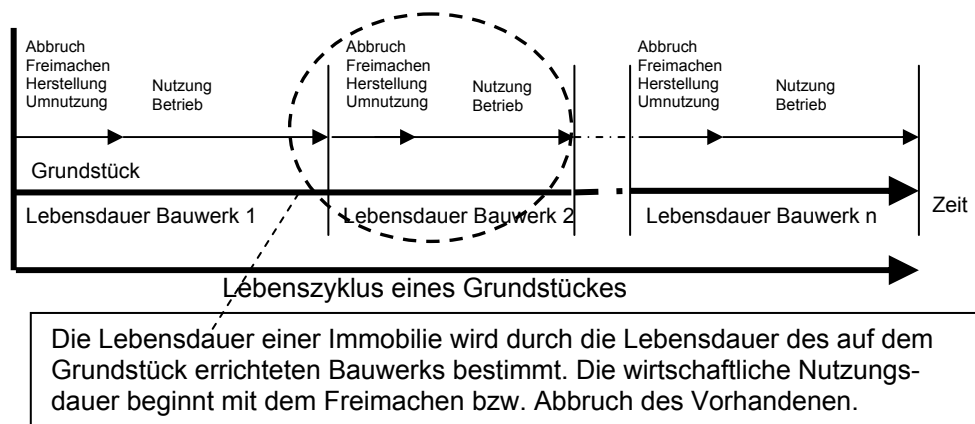 Abbruch
Freimachen
Herstellung
Umnutzung
Nutzung
Betrieb
Abbruch
Freimachen
Herstellung
Umnutzung
Nutzung
Betrieb
Abbruch
Freimachen
Herstellung
Umnutzung
Nutzung
Betrieb
Grundstück
Lebensdauer Bauwerk 1
Lebensdauer Bauwerk 2
Lebensdauer Bauwerk n
Zeit
Lebenszyklus eines Grundstückes
Die Lebensdauer einer Immobilie wird durch die Lebensdauer des auf dem
Grundstück errichteten Bauwerks bestimmt. Die wirtschaftliche Nutzungs-
dauer beginnt mit dem Freimachen bzw. Abbruch des Vorhandenen.